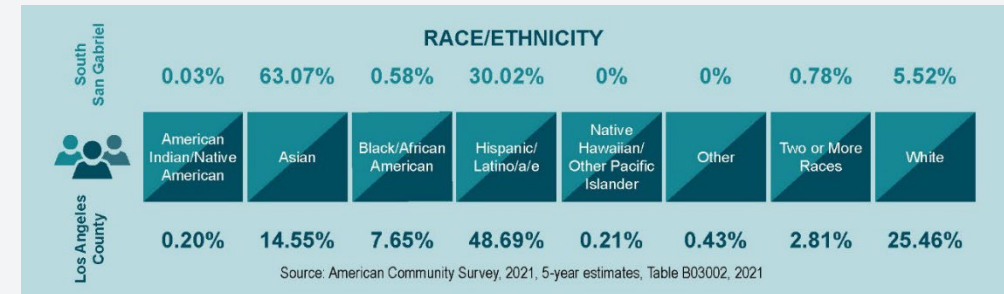 RACE/ETHNICITY
South
San Gabriel
0.03% 63.07% 0.58% 30.02% 0% 0% 0.78% 5.52%
American
Indian/Native
American
Asian
Black/African
American
Hispanic/
Latino/a/e
Native
Hawaiian/
Other Pacific
Islander
Other
Two or More
Races
White
Los Angeles
County
0.20% 14.55% 7.65% 48.69% 0.21% 0.43% 2.81% 25.46%
Source: American Community Survey, 2021, 5-year estimates, Table B03002, 2021